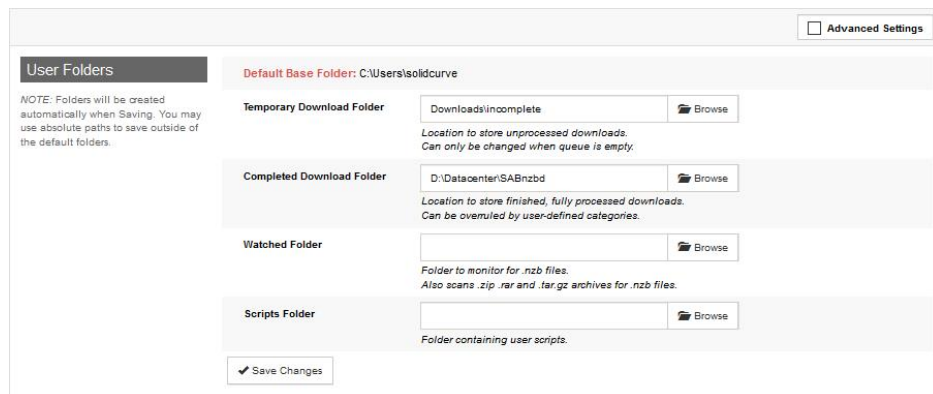 Advanced Settings
User Folders
NOTE: Folders will be created
automatically when Saving. You may
use absolute paths to save outside of
the default folders.
Default Base Folder: C:\Users\solidcurve
Temporary Download Folder
Downloads\incomplete
Browse
Location to store unprocessed downloads.
Can only be changed when queue is empty.
Completed Download Folder
D:\Datacenter\SABnzbd
Browse
Location to store finished, fully processed downloads.
Can be overruled by user-defined categories.
Watched Folder
Browse
Folder to monitor for .nzb files.
Also scans .zip .rar and .tar.gz archives for .nzb files.
Scripts Folder
Browse
Folder containing user scripts.
Save Changes